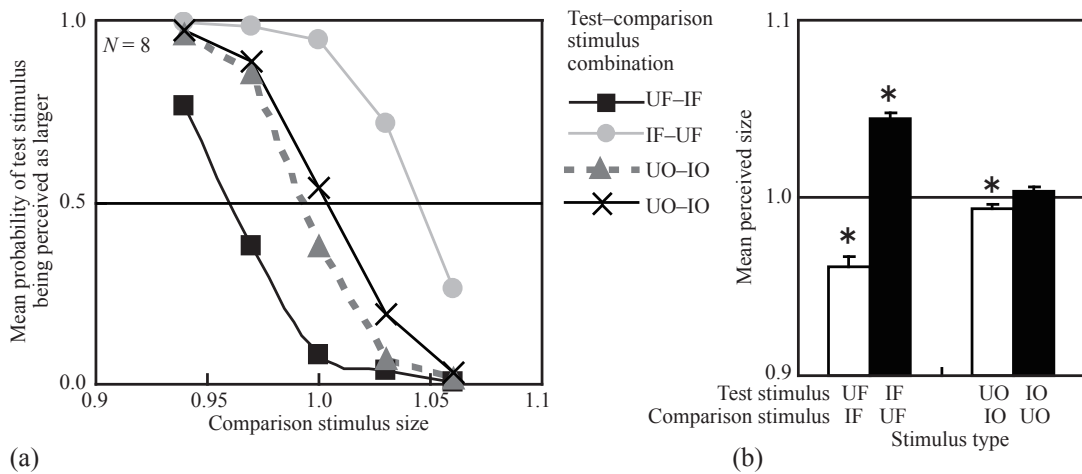 Mean probability of test stimulus
being perceived as larger
1.0
0.5
0.0
N = 8
0.9
0.95
1.0
1.05
1.1
Comparison stimulus size
(a)
Test–comparison
stimulus
combination
UF–IF
IF–UF
UO–IO
UO–IO
Mean perceived size
1.1
1.0
0.9
*
*
*
Test stimulus UF IF UO IO
Comparison stimulus IF UF IO UO
Stimulus type
(b)